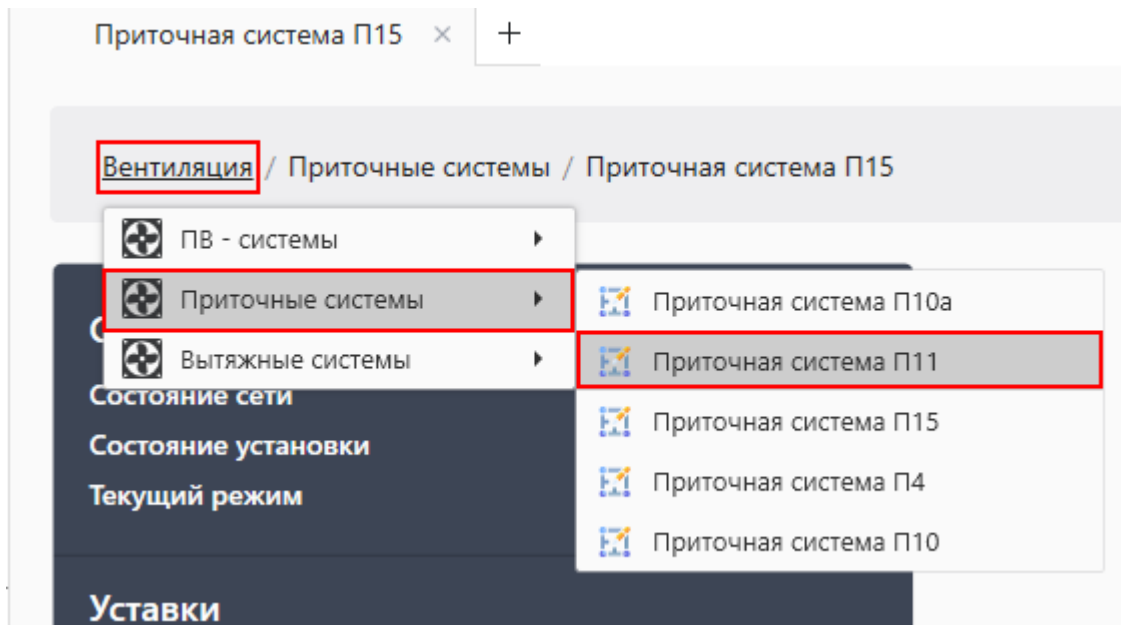 Приточная система П15 × +
Вентиляция / Приточные системы / Приточная система П15
ПВ - системы
Приточные системы
Вытяжные системы
Приточная система П10а
Приточная система П11
Приточная система П15
Приточная система П4
Приточная система П10
Состояние сети
Состояние установки
Текущий режим
Уставки